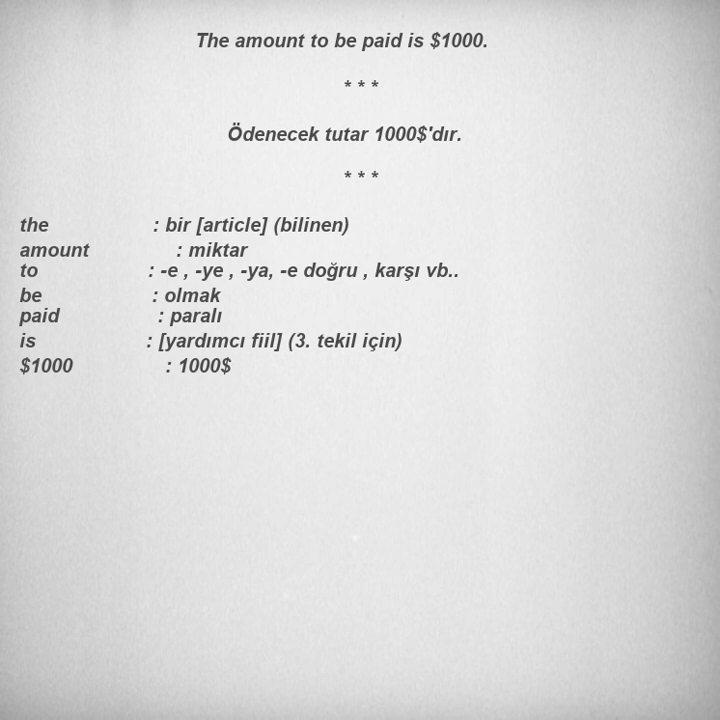 The amount to be paid is $1000.
* * *
Ödenecek tutar 1000$'dır.
* * *
the : bir [article] (bilinen)
amount : miktar
to : -e , -ye , -ya, -e doğru , karşı vb..
be : olmak
paid : paralı
is : [yardımcı fiil] (3. tekil için)
$1000 : 1000$